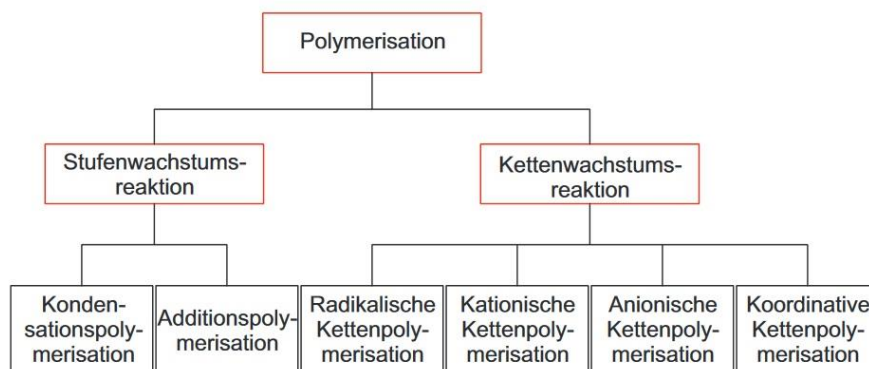 Polymerisation
Stufenwachstums-
reaktion
Kettenwachstums-
reaktion
Konden-
sationspoly-
merisation
Additionspoly-
merisation
Radikalische
Kettenpoly-
merisation
Kationische
Kettenpoly-
merisation
Anionische
Kettenpoly-
merisation
Koordinative
Kettenpoly-
merisation